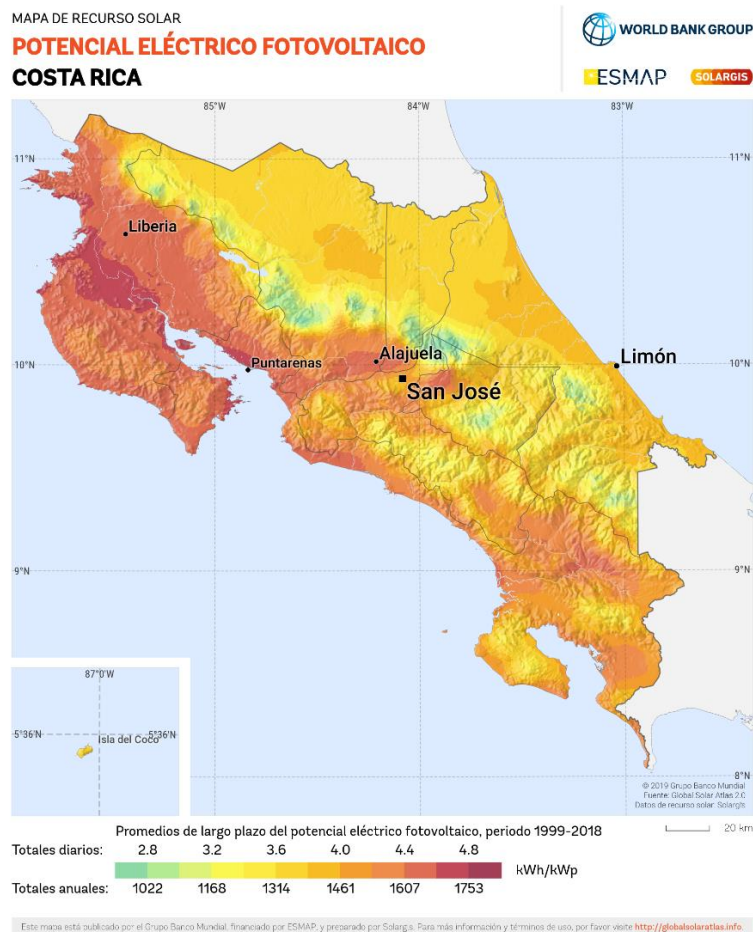 MAPA DE RECURSO SOLAR
POTENCIAL ELÉCTRICO FOTOVOLTAICO
COSTA RICA
WORLD BANK GROUP
ESMAP
SOLARGIS
85°W
84°W
83°W
11°N
11°N
Liberia
10°N
Puntarenas
Alajuela
San José
Limón
10°N
9°N
9°N
87°0'W
5°36'N
5°36'N
Isla del Coco
8°N
© 2019 Grupo Banco Mundial
Fuente: Global Solar Atlas 2.0
Datos de recurso solar: Solargis
20 km
Promedios de largo plazo del potencial eléctrico fotovoltaico, periodo 1999-2018
Totales diarios: 2.8 3.2 3.6 4.0 4.4 4.8
kWh/kWp
Totales anuales: 1022 1168 1314 1461 1607 1753
Este mapa está publicado por el Grupo Banco Mundial, financiado por ESMAP, y preparado por Solargis. Para más información y términos de uso, por favor visite http://globalsolaratlas.info.